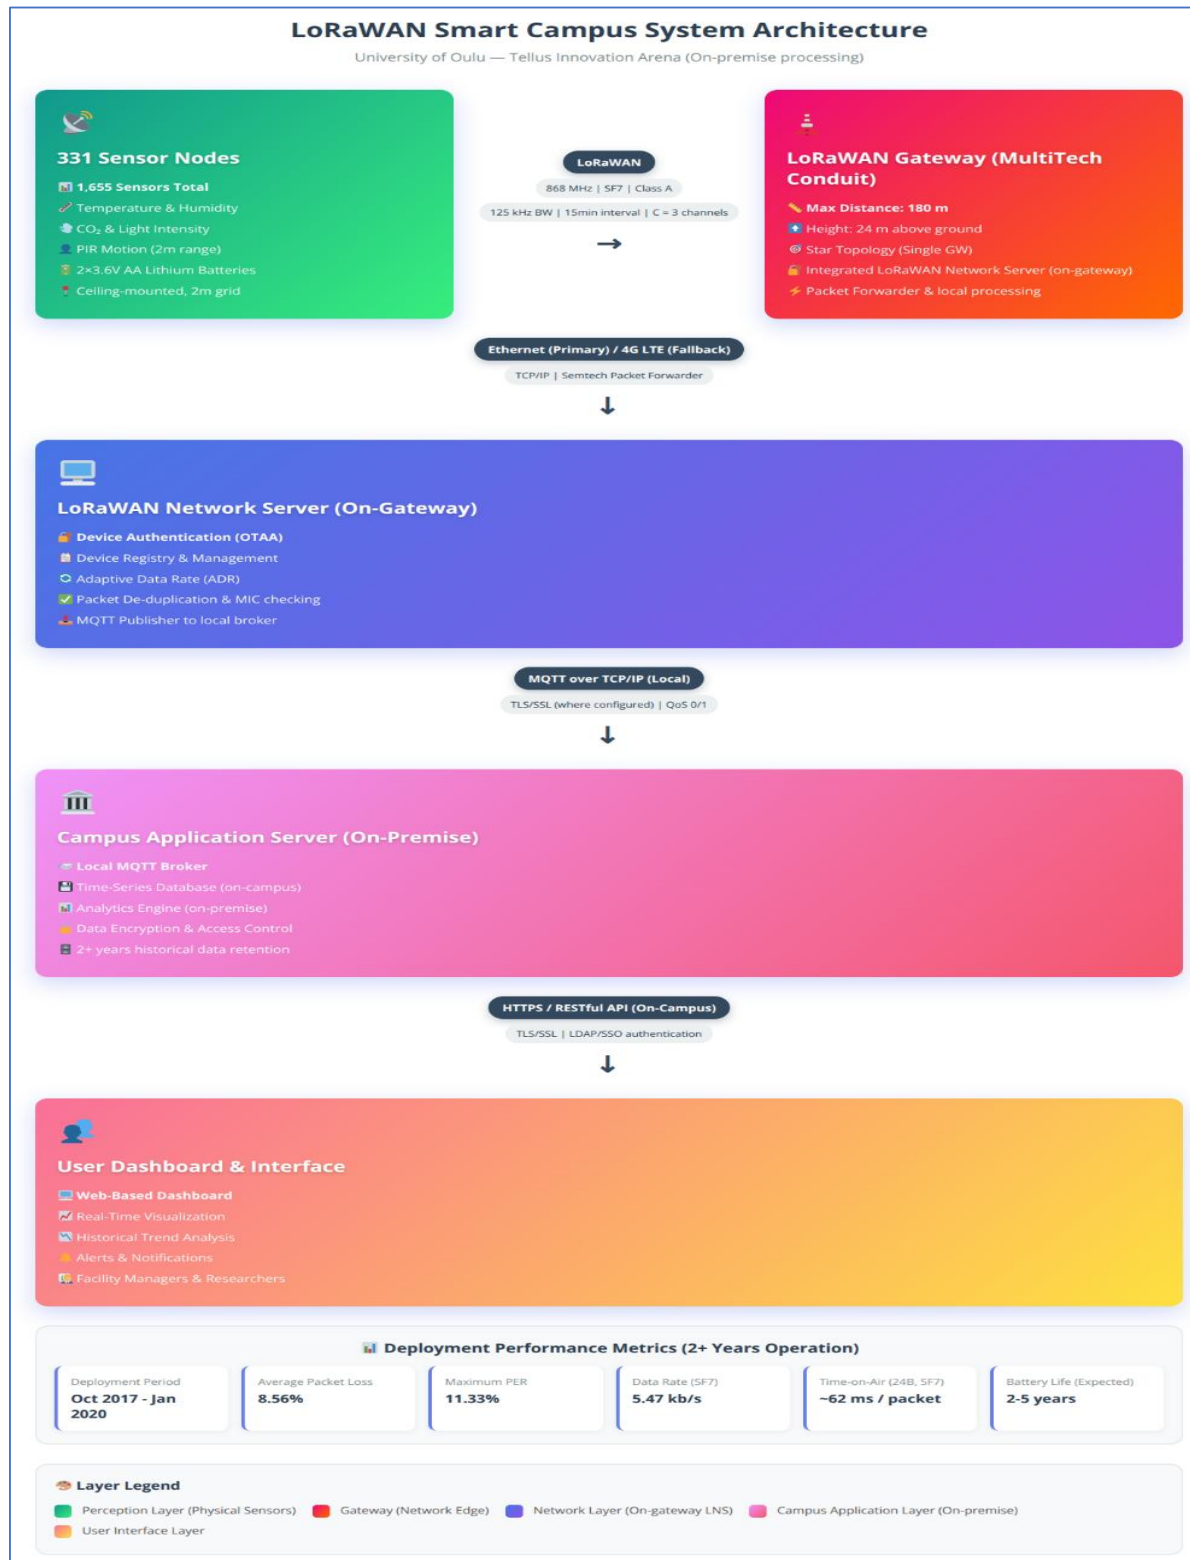 LoRaWAN Smart Campus System Architecture
University of Oulu — Tellus Innovation Arena (On-premise processing)
331 Sensor Nodes
1,655 Sensors Total
Temperature & Humidity
CO₂ & Light Intensity
PIR Motion (2m range)
2×3.6V AA Lithium Batteries
Ceiling-mounted, 2m grid
LoRaWAN
868 MHz | SF7 | Class A
125 kHz BW | 15min interval | C = 3 channels
→
LoRaWAN Gateway (MultiTech
Conduit)
Max Distance: 180 m
Height: 24 m above ground
Star Topology (Single GW)
Integrated LoRaWAN Network Server (on-gateway)
Packet Forwarder & local processing
Ethernet (Primary) / 4G LTE (Fallback)
TCP/IP | Semtech Packet Forwarder
↓
LoRaWAN Network Server (On-Gateway)
Device Authentication (OTAA)
Device Registry & Management
Adaptive Data Rate (ADR)
Packet De-duplication & MIC checking
MQTT Publisher to local broker
MQTT over TCP/IP (Local)
TLS/SSL (where configured) | QoS 0/1
↓
Campus Application Server (On-Premise)
Local MQTT Broker
Time-Series Database (on-campus)
Analytics Engine (on-premise)
Data Encryption & Access Control
2+ years historical data retention
HTTPS / RESTful API (On-Campus)
TLS/SSL | LDAP/SSO authentication
↓
User Dashboard & Interface
Web-Based Dashboard
Real-Time Visualization
Historical Trend Analysis
Alerts & Notifications
Facility Managers & Researchers
Deployment Performance Metrics (2+ Years Operation)
Deployment Period
Oct 2017 - Jan
2020
Average Packet Loss
8.56%
Maximum PER
11.33%
Data Rate (SF7)
5.47 kb/s
Time-on-Air (24B, SF7)
~62 ms / packet
Battery Life (Expected)
2-5 years
Layer Legend
Perception Layer (Physical Sensors)
Gateway (Network Edge)
Network Layer (On-gateway LNS)
Campus Application Layer (On-premise)
User Interface Layer